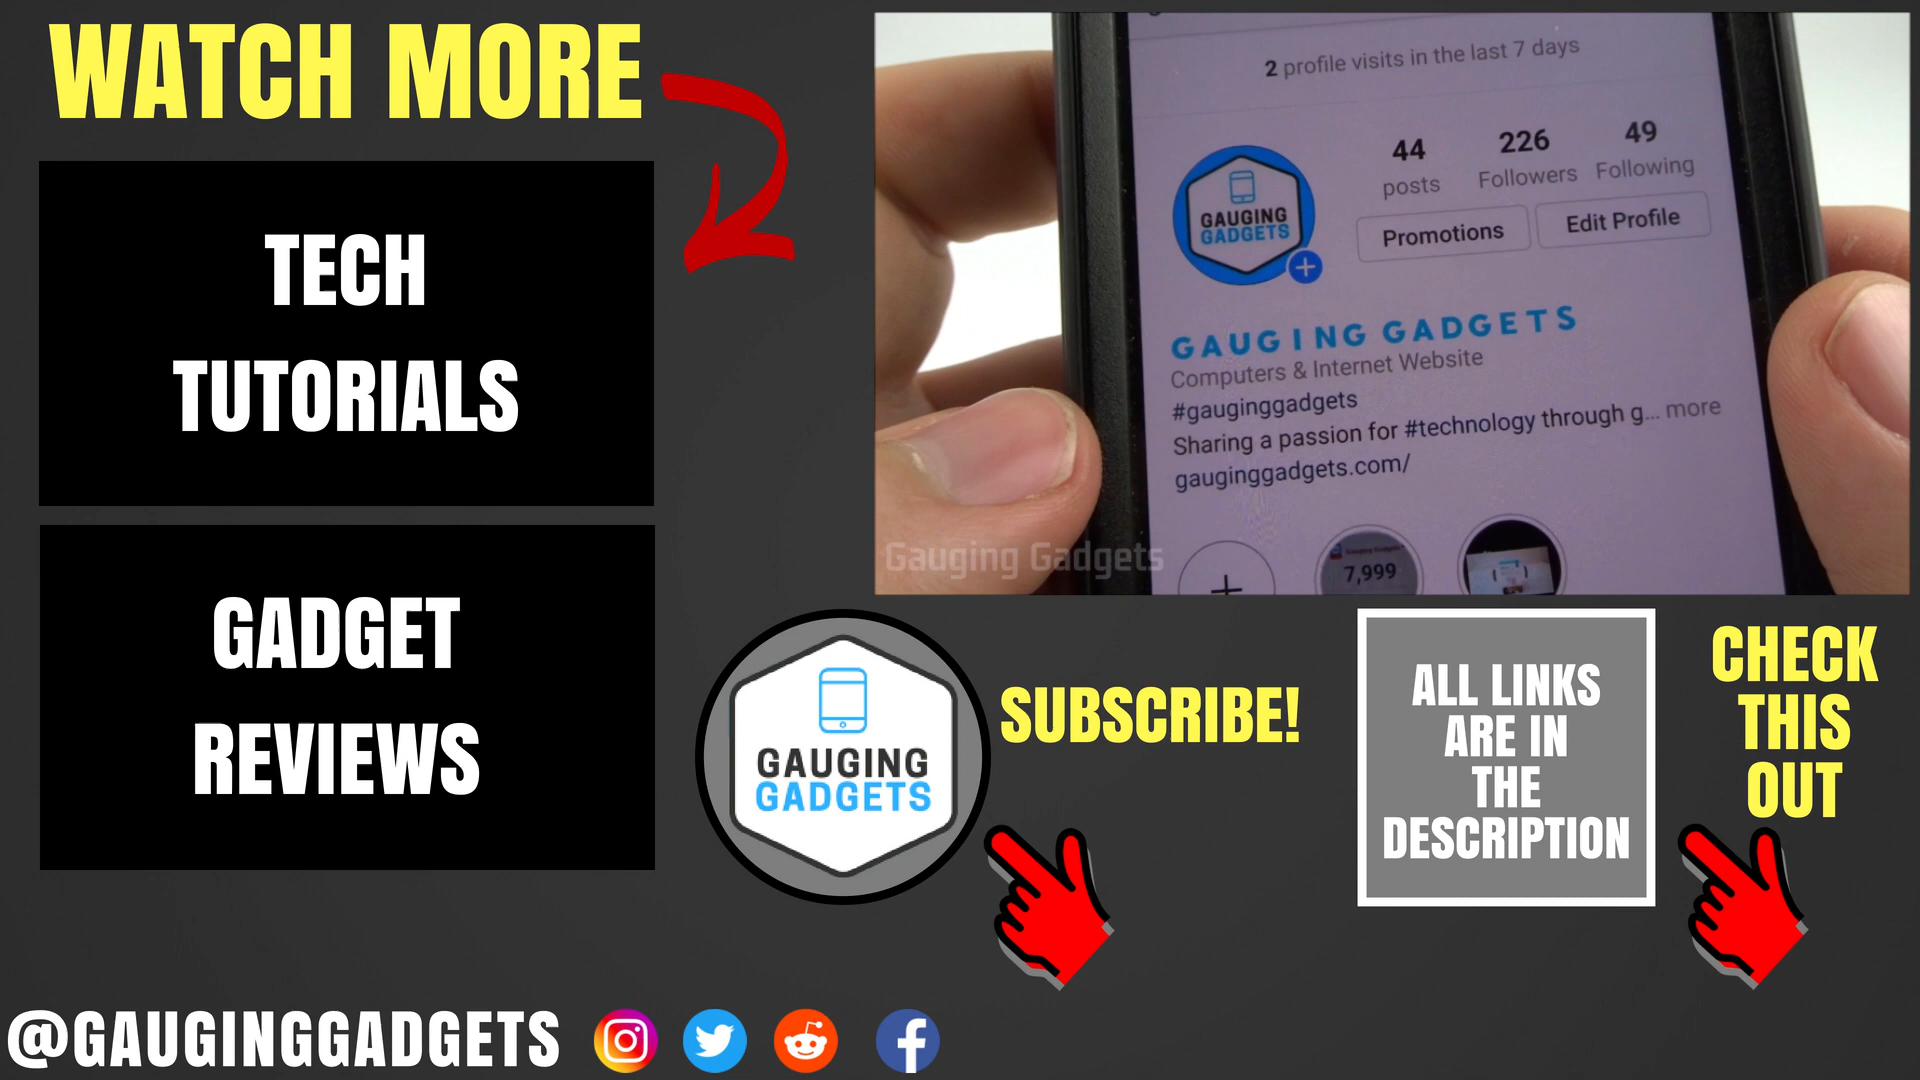 WATCH MORE
TECH
TUTORIALS
GADGET
REVIEWS
2 profile visits in the last 7 days
44
posts
226
Followers
49
Following
GAUGING
GADGETS
Promotions
Edit Profile
GAUGING GADGETS
Computers & Internet Website
#gauginggadgets
Sharing a passion for #technology through g... more
gauginggadgets.com/
7,999
Gauging Gadgets
GAUGING
GADGETS
SUBSCRIBE!
ALL LINKS
ARE IN
THE
DESCRIPTION
CHECK
THIS
OUT
@GAUGINGGADGETS